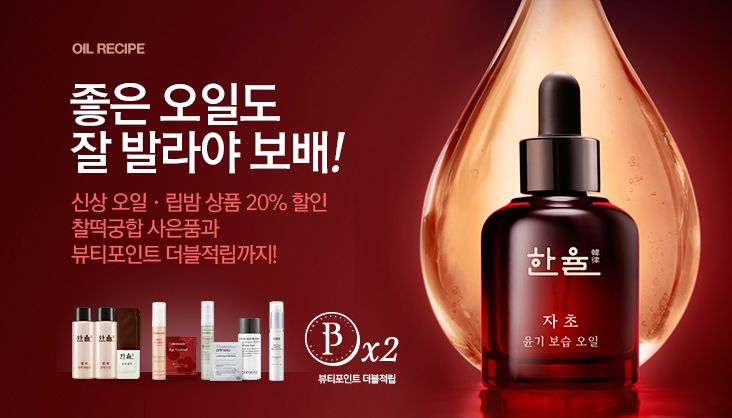 OIL RECIPE
좋은 오일도
잘 발라야 보배!
신상 오일 · 립밤 상품 20% 할인
찰떡궁합 사은품과
뷰티포인트 더블적립까지!
B x2
뷰티포인트 더블적립
한율 韓律
자초
윤기 보습 오일